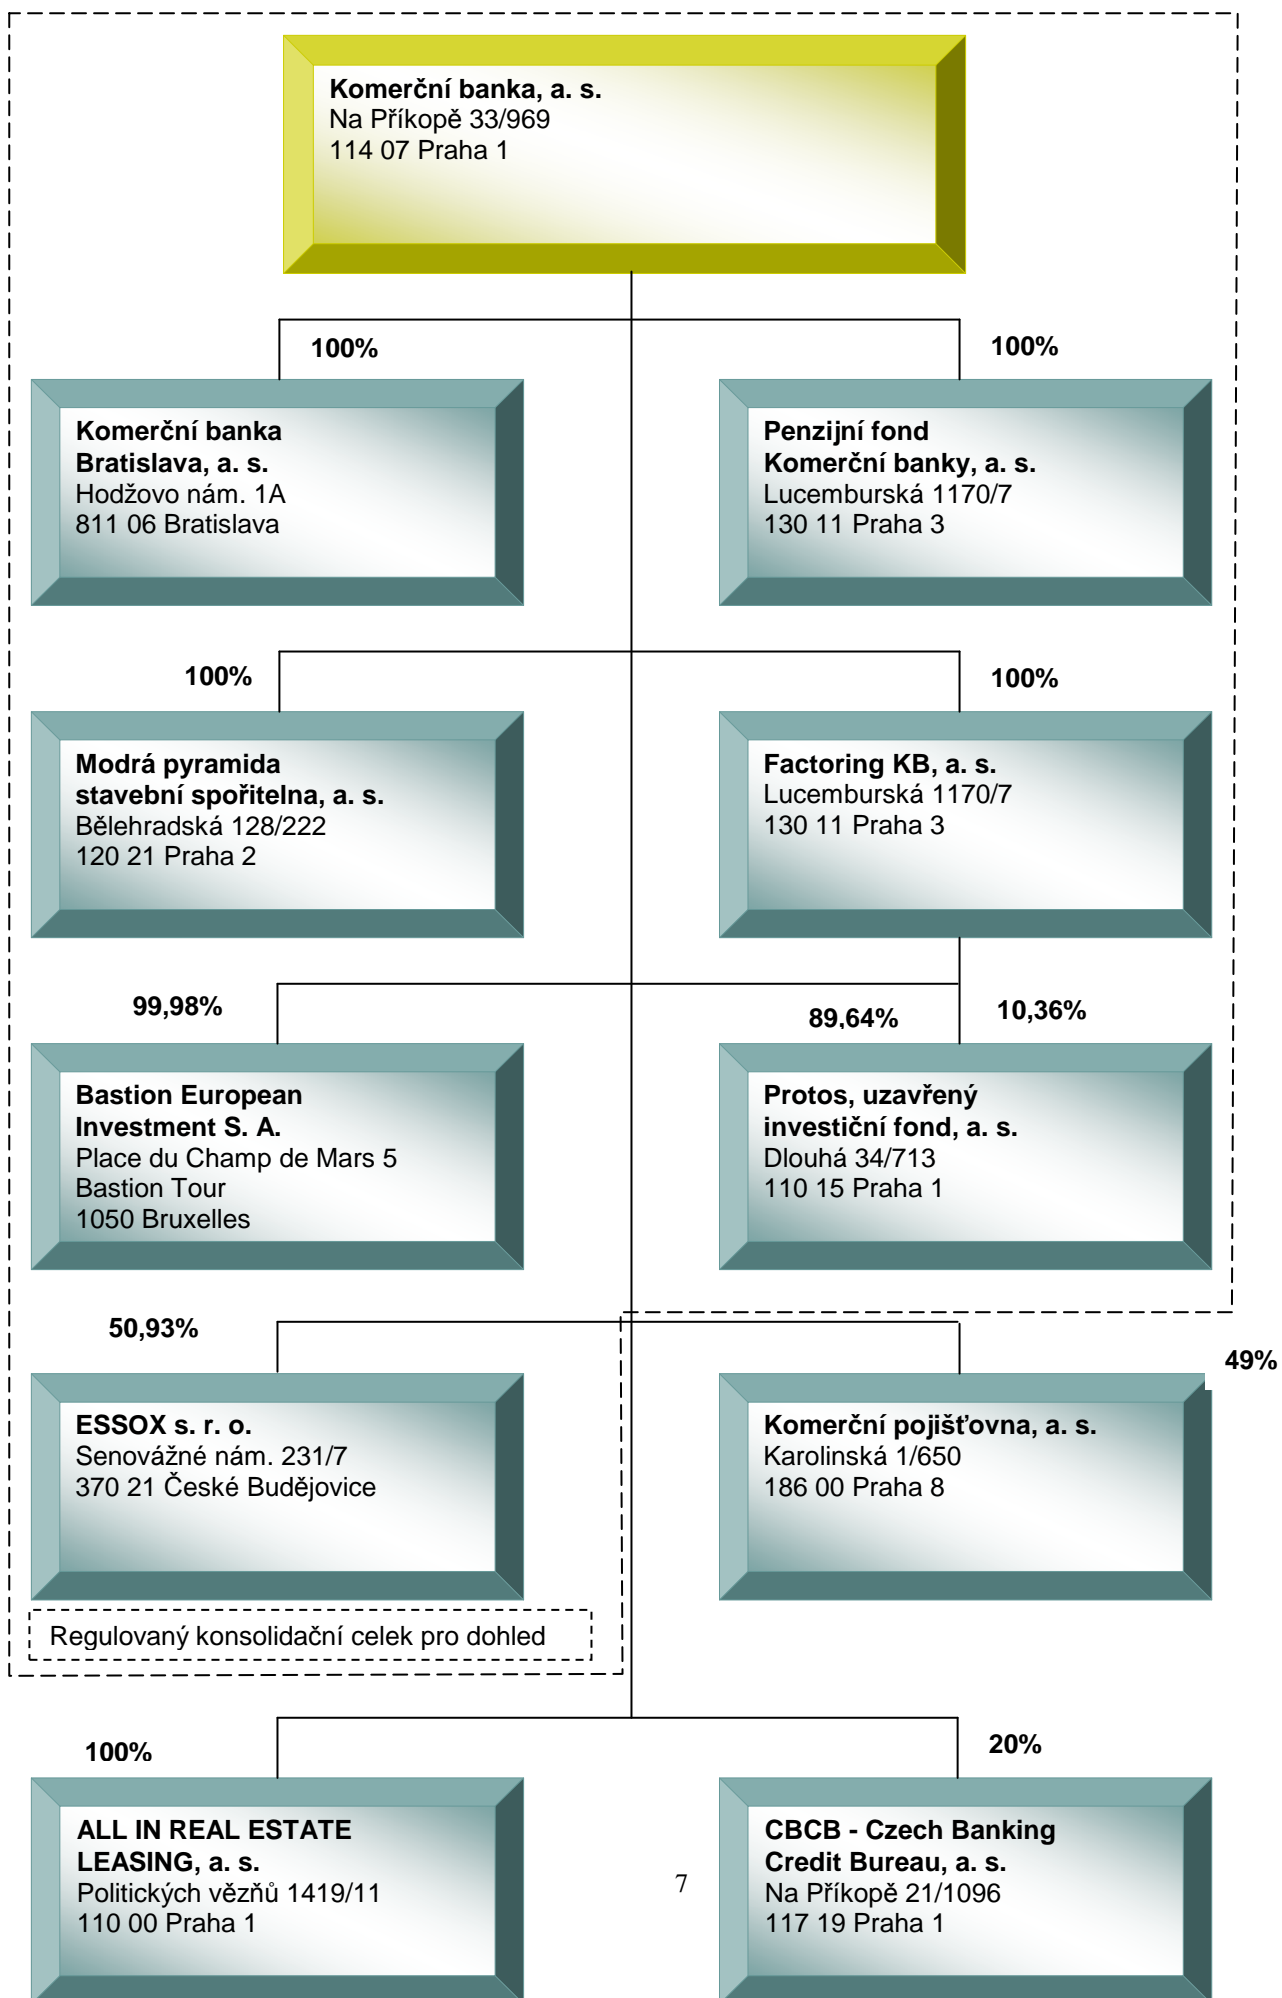 Komerční banka, a. s.
Na Příkopě 33/969
114 07 Praha 1
100%
100%
Komerční banka
Bratislava, a. s.
Hodžovo nám. 1A
811 06 Bratislava
Penzijní fond
Komerční banky, a. s.
Lucemburská 1170/7
130 11 Praha 3
100%
100%
Modrá pyramida
stavební spořitelna, a. s.
Bělehradská 128/222
120 21 Praha 2
Factoring KB, a. s.
Lucemburská 1170/7
130 11 Praha 3
99,98%
89,64%
10,36%
Bastion European
Investment S. A.
Place du Champ de Mars 5
Bastion Tour
1050 Bruxelles
Protos, uzavřený
investiční fond, a. s.
Dlouhá 34/713
110 15 Praha 1
50,93%
49%
ESSOX s. r. o.
Senovážné nám. 231/7
370 21 České Budějovice
Komerční pojišťovna, a. s.
Karolinská 1/650
186 00 Praha 8
Regulovaný konsolidační celek pro dohled
100%
20%
ALL IN REAL ESTATE
LEASING, a. s.
Politických vězňů 1419/11
110 00 Praha 1
CBCB - Czech Banking
Credit Bureau, a. s.
Na Příkopě 21/1096
117 19 Praha 1
7